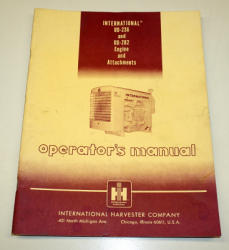 INTERNATIONAL®
UD-236
and
UD-282
Engine
and
Attachments
INTERNATIONAL
operator's manual
INTERNATIONAL HARVESTER COMPANY
401 North Michigan Ave. Chicago, Illinois 60611, U.S.A.